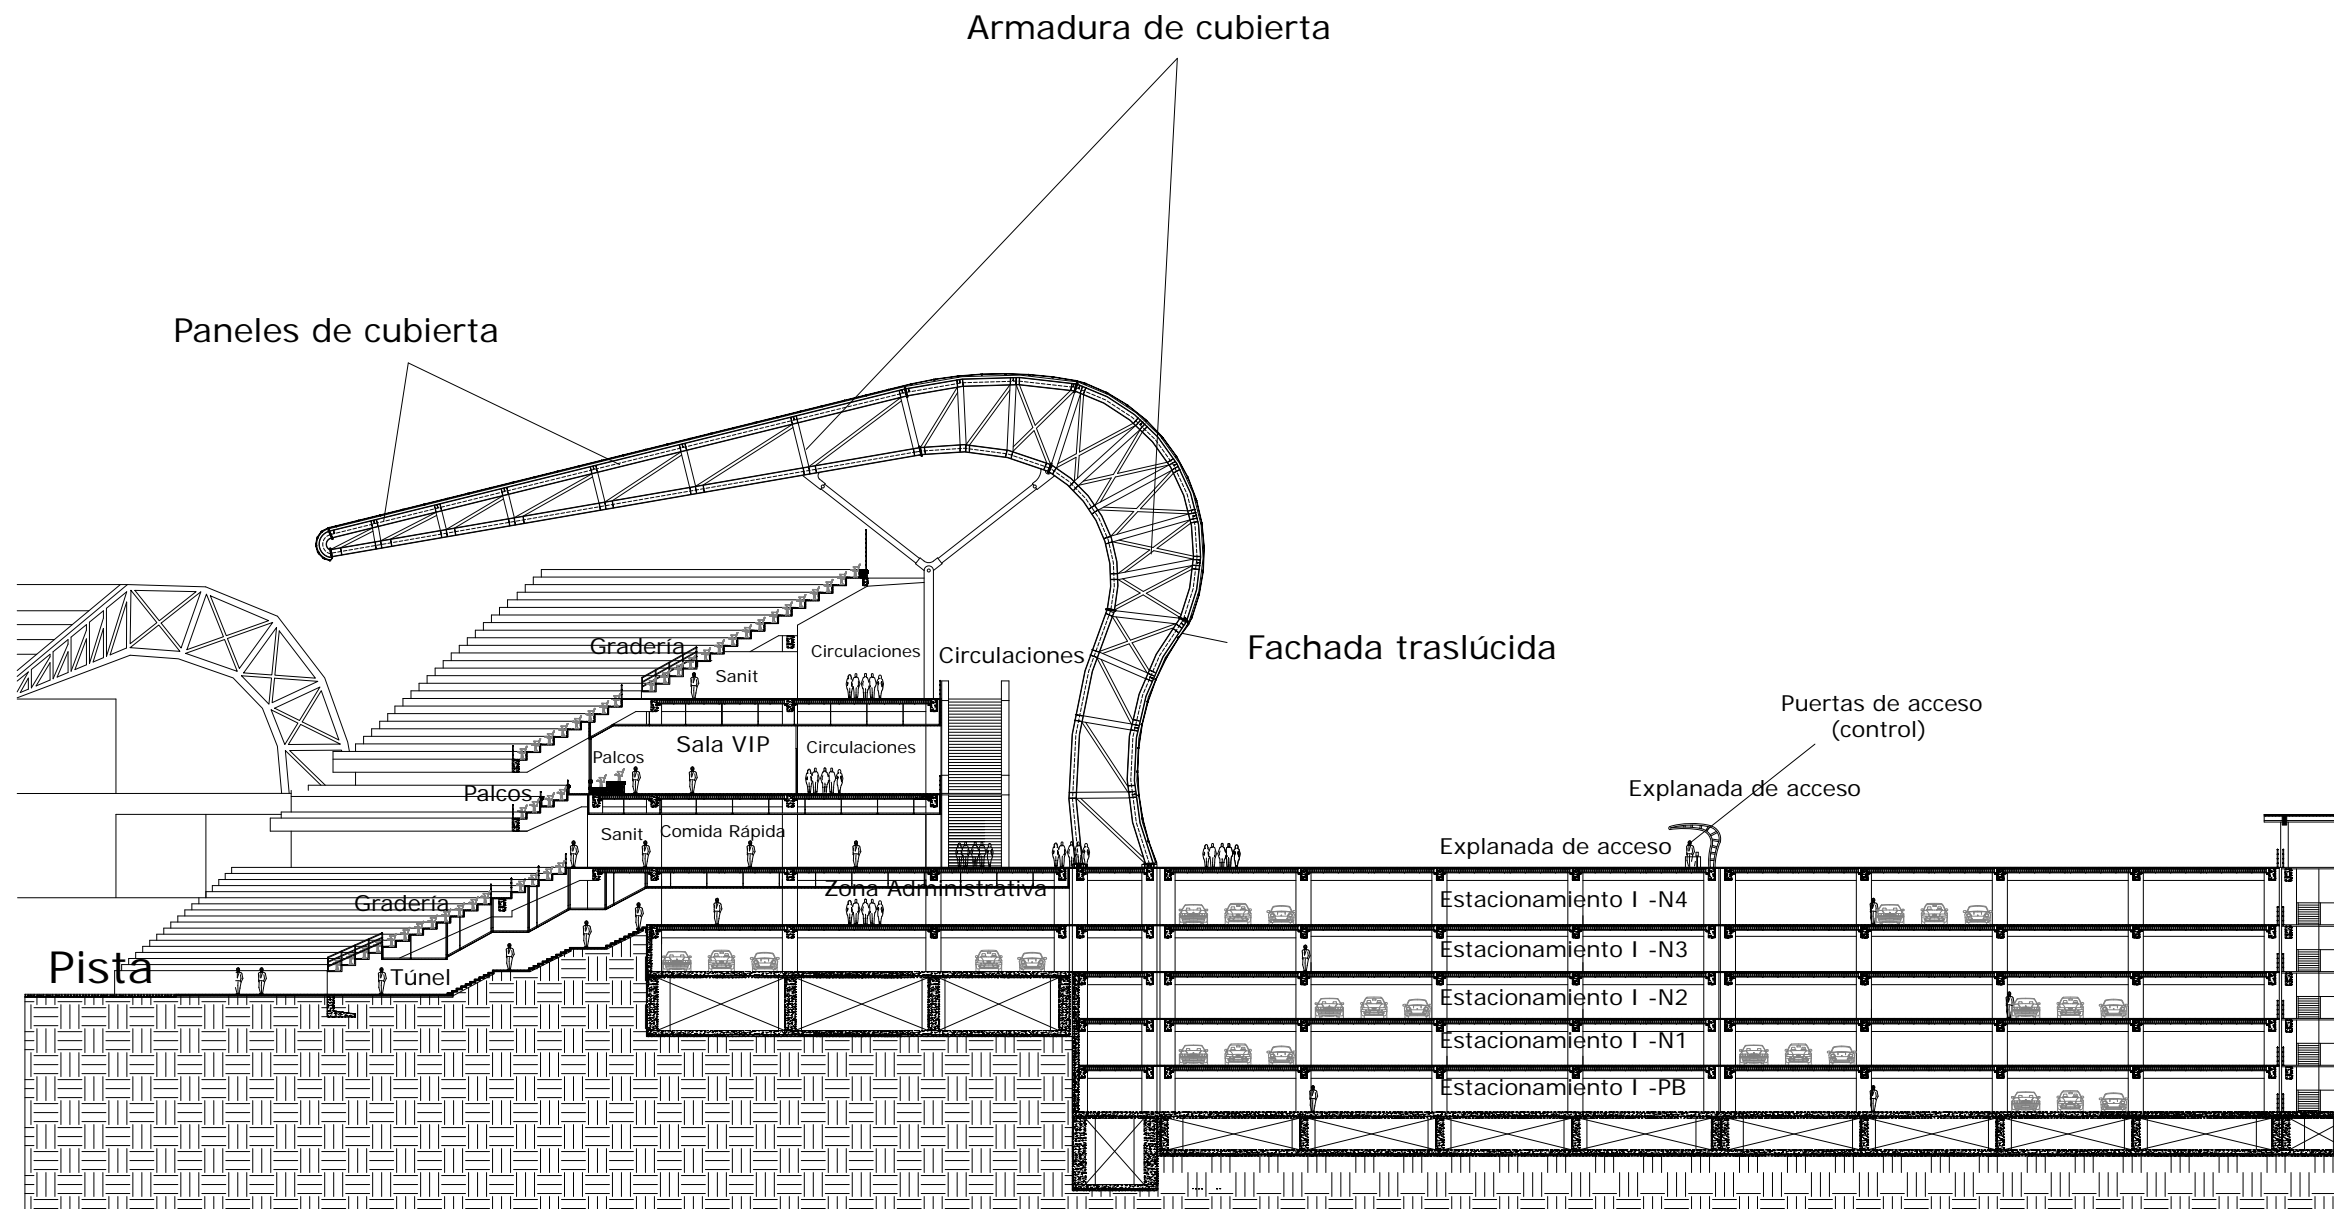 Armadura de cubierta
Paneles de cubierta
Gradería
Circulaciones
Circulaciones
Fachada traslúcida
Sanit
Puertas de acceso
(control)
Sala VIP
Circulaciones
Palcos
Explanada de acceso
Palcos
Sanit
Comida Rápida
Explanada de acceso
Zona Administrativa
Gradería
Estacionamiento I -N4
Estacionamiento I -N3
Pista
Túnel
Estacionamiento I -N2
Estacionamiento I -N1
Estacionamiento I -PB